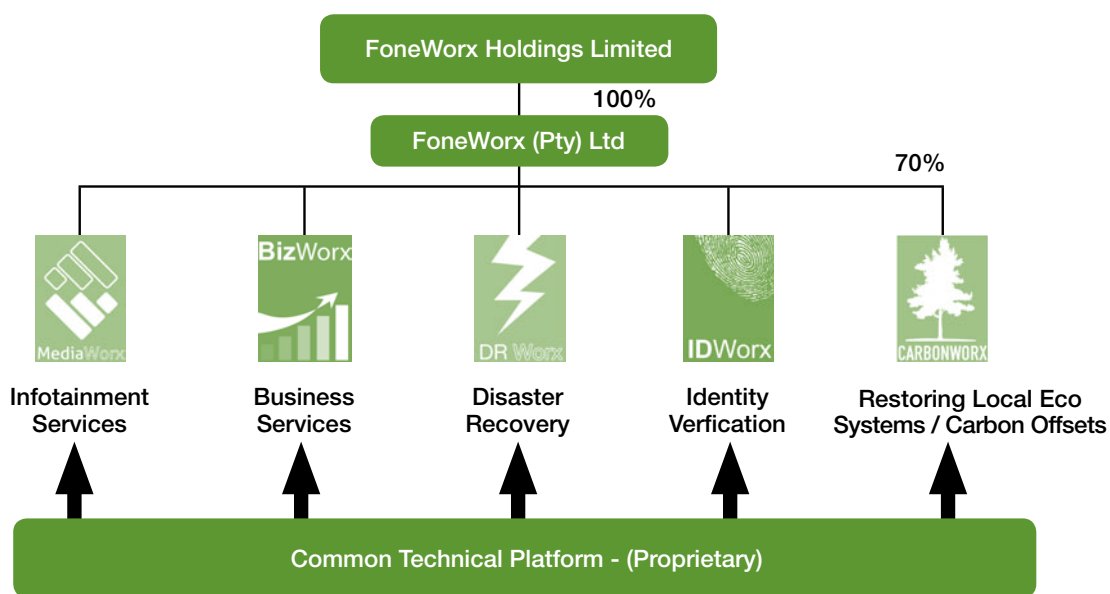 FoneWorx Holdings Limited
100%
FoneWorx (Pty) Ltd
70%
MediaWorx
BizWorx
DR Worx
IDWorx
CARBONWORX
Infotainment
Services
Business
Services
Disaster
Recovery
Identity
Verfication
Restoring Local Eco
Systems / Carbon Offsets
Common Technical Platform - (Proprietary)